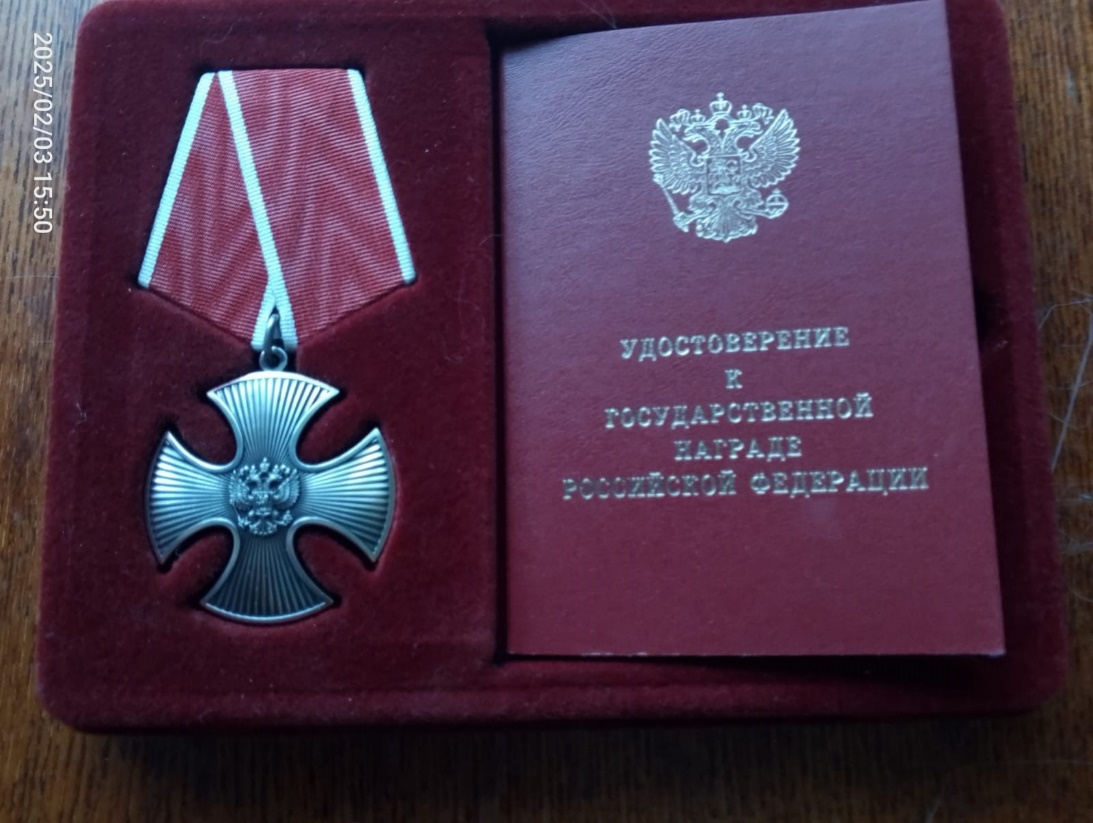 2025/02/03 15:50
УДОСТОВЕРЕНИЕ
К
ГОСУДАРСТВЕННОЙ
НАГРАДЕ
РОССИЙСКОЙ ФЕДЕРАЦИИ